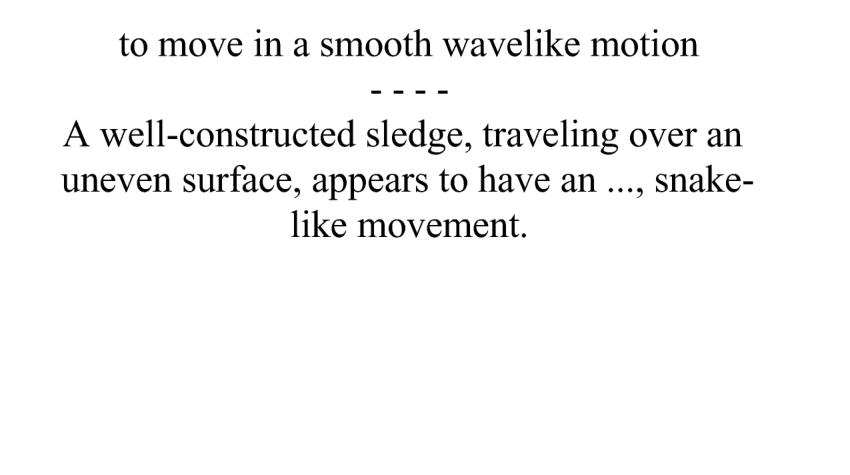 to move in a smooth wavelike motion
- - - -
A well-constructed sledge, traveling over an
uneven surface, appears to have an ..., snake-
like movement.